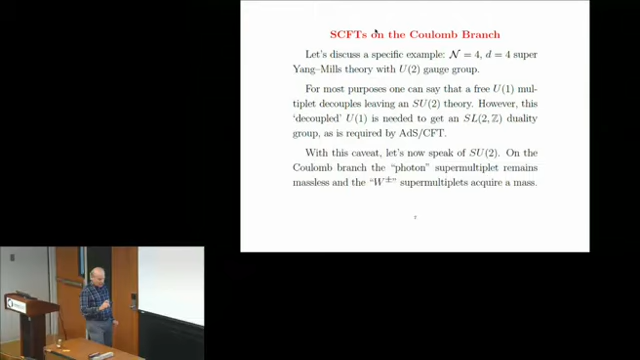 SCFTs on the Coulomb Branch
Let's discuss a specific example: 𝒩 = 4, d = 4 super
Yang–Mills theory with U(2) gauge group.
For most purposes one can say that a free U(1) mul-
tiplet decouples leaving an SU(2) theory. However, this
'decoupled' U(1) is needed to get an SL(2, ℤ) duality
group, as is required by AdS/CFT.
With this caveat, let's now speak of SU(2). On the
Coulomb branch the "photon" supermultiplet remains
massless and the "W±" supermultiplets acquire a mass.